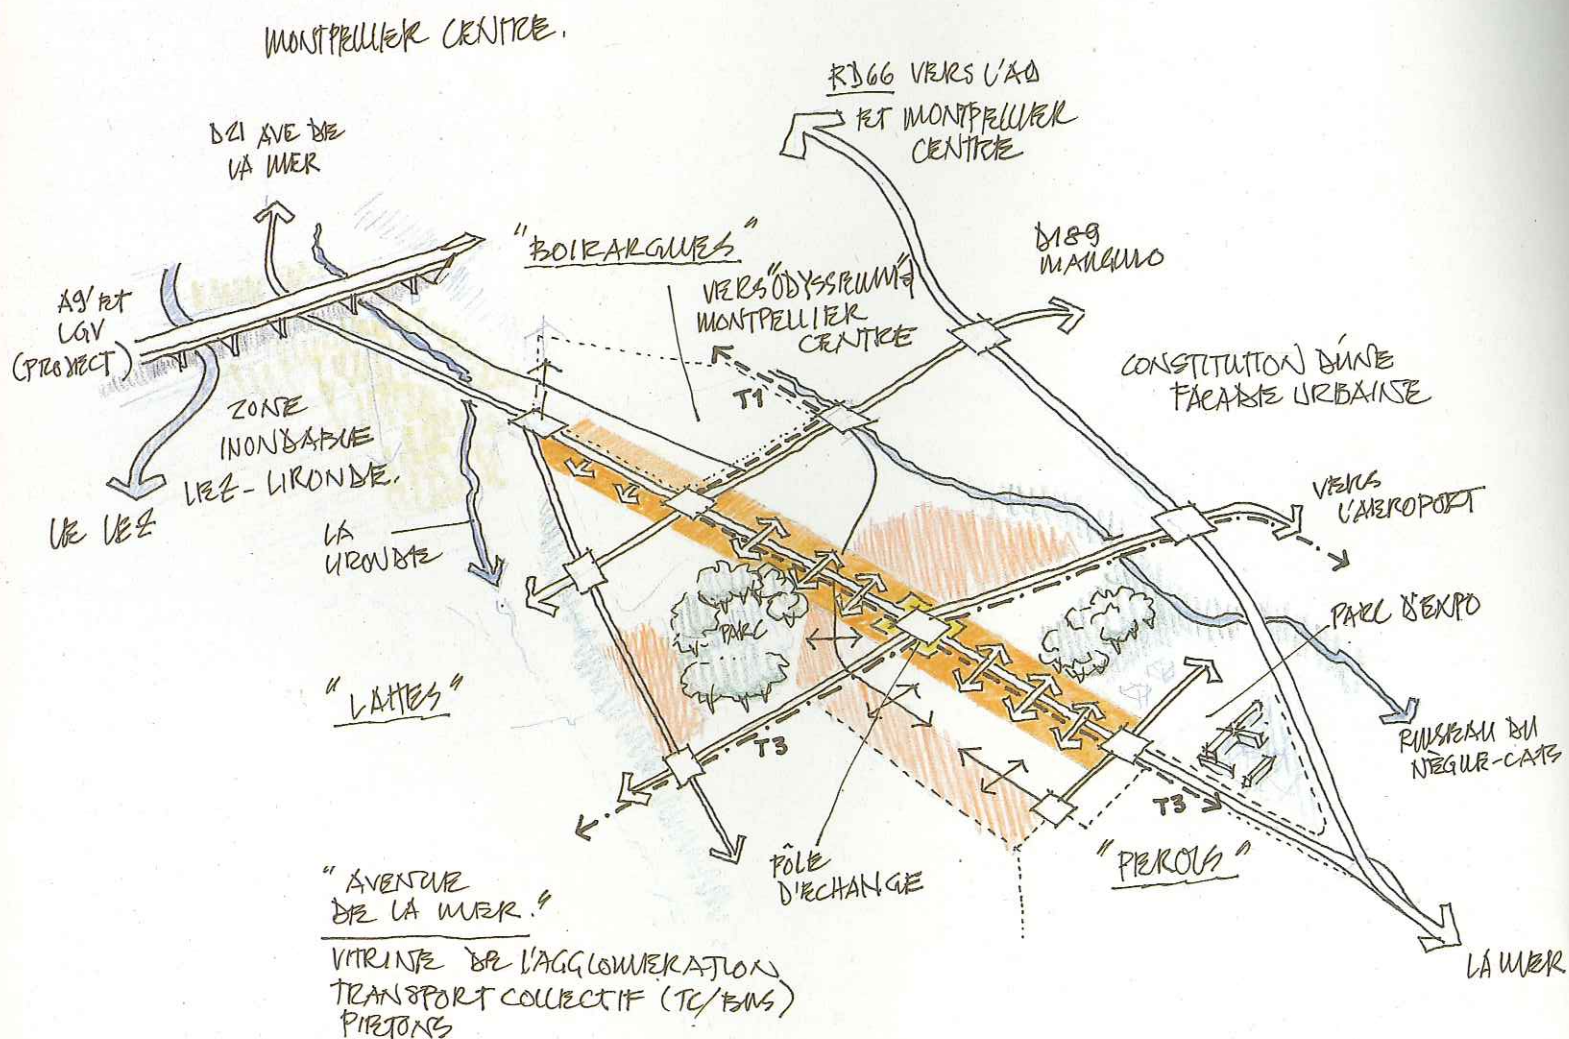 MONTPELLIER CENTRE.
RD66 VERS L'A9
ET MONTPELLIER
CENTRE
D21 AVE DE
LA MER
"BOIRARGUES"
D189
MAUGUIO
A9' ET
LGV
(PROJECT)
VERS "ODYSSEUM" &
MONTPELLIER
CENTRE
T1
CONSTITUTION D'UNE
FACADE URBAINE
ZONE
INONDABLE
LEZ-LIRONDE.
LE LEZ
LA
LIRONDE
VERS
L'AEROPORT
PARC D'EXPO
PARC
"LATTES"
T3
RUISEAU DU
NÈGUE-CATS
T3
PÔLE
D'ECHANGE
"PEROLS"
LA MER
"AVENUE
DE LA MER."
VITRINE DE L'AGGLOMERATION
TRANSPORT COLLECTIF (TC/BUS)
PIETONS